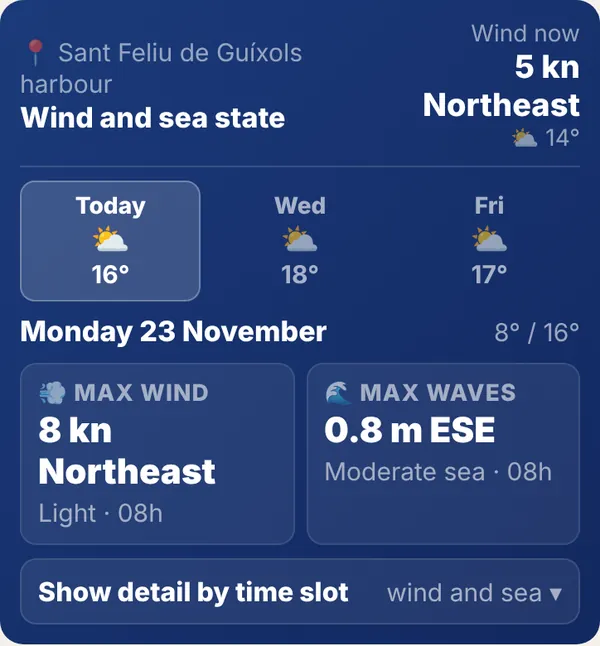 📍 Sant Feliu de Guíxols
harbour
Wind and sea state
Wind now
5 kn
Northeast
⛅ 14°
Today
⛅
16°
Wed
⛅
18°
Fri
⛅
17°
Monday 23 November
8° / 16°
💨 MAX WIND
8 kn
Northeast
Light · 08h
🌊 MAX WAVES
0.8 m ESE
Moderate sea · 08h
Show detail by time slot
wind and sea ▾